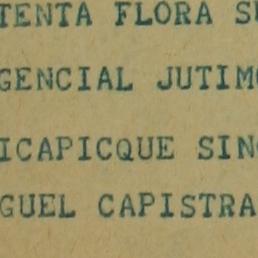 TENTA FLORA S
GENCIAL JUTIM
ICAPICQUE SIN
GUEL CAPISTRA